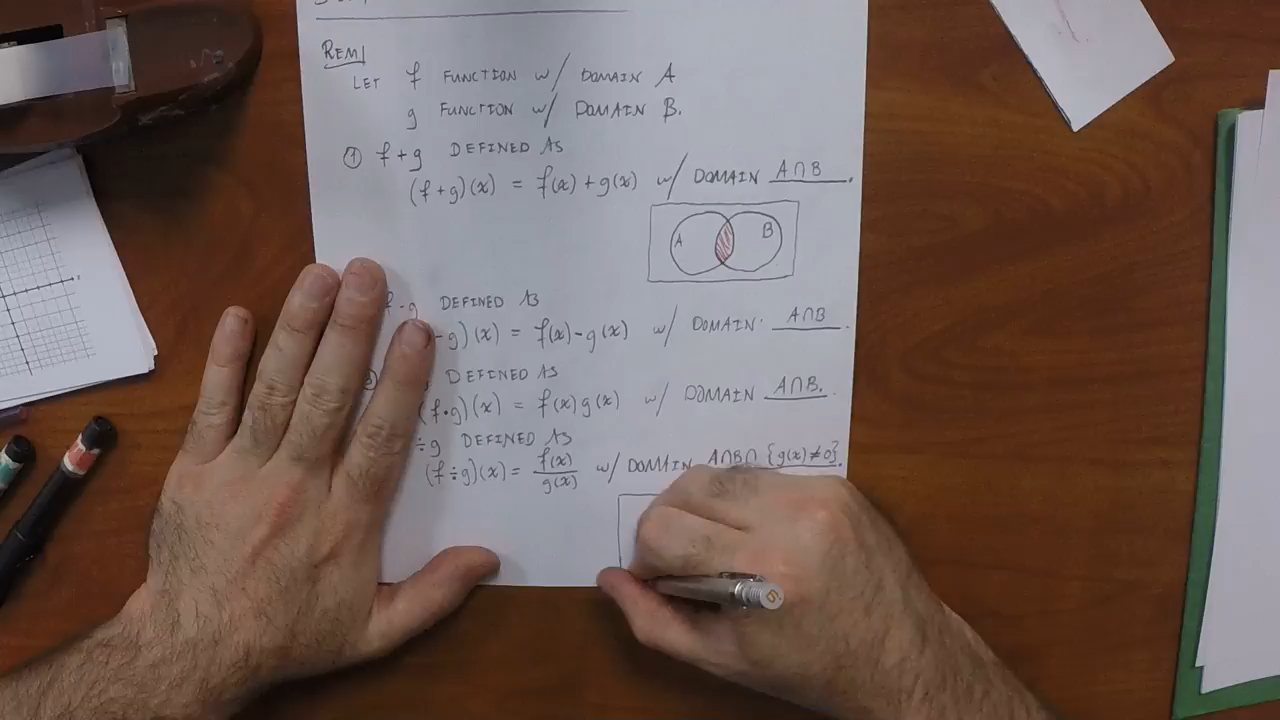 REM|
LET f FUNCTION w/ DOMAIN A
g FUNCTION w/ DOMAIN B.
① f+g DEFINED AS
(f+g)(x) = f(x)+g(x) w/ DOMAIN A∩B.
A B
f-g DEFINED AS
-g)(x) = f(x)-g(x) w/ DOMAIN A∩B.
DEFINED AS
(f•g)(x) = f(x)g(x) w/ DOMAIN A∩B.
÷g DEFINED AS
(f÷g)(x) = f(x)/g(x) w/ DOMAIN A∩B∩{g(x)≠0}.